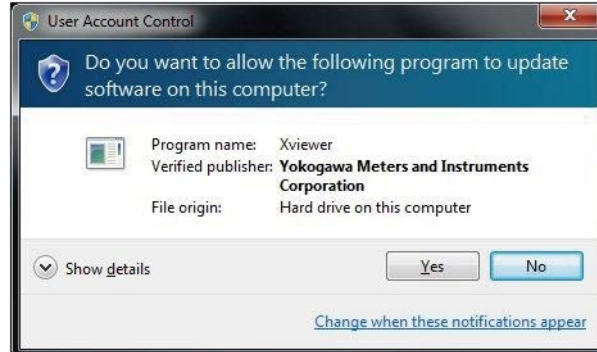 User Account Control
Do you want to allow the following program to update
software on this computer?
Program name: Xviewer
Verified publisher: Yokogawa Meters and Instruments
Corporation
File origin: Hard drive on this computer
Show details
Yes
No
Change when these notifications appear